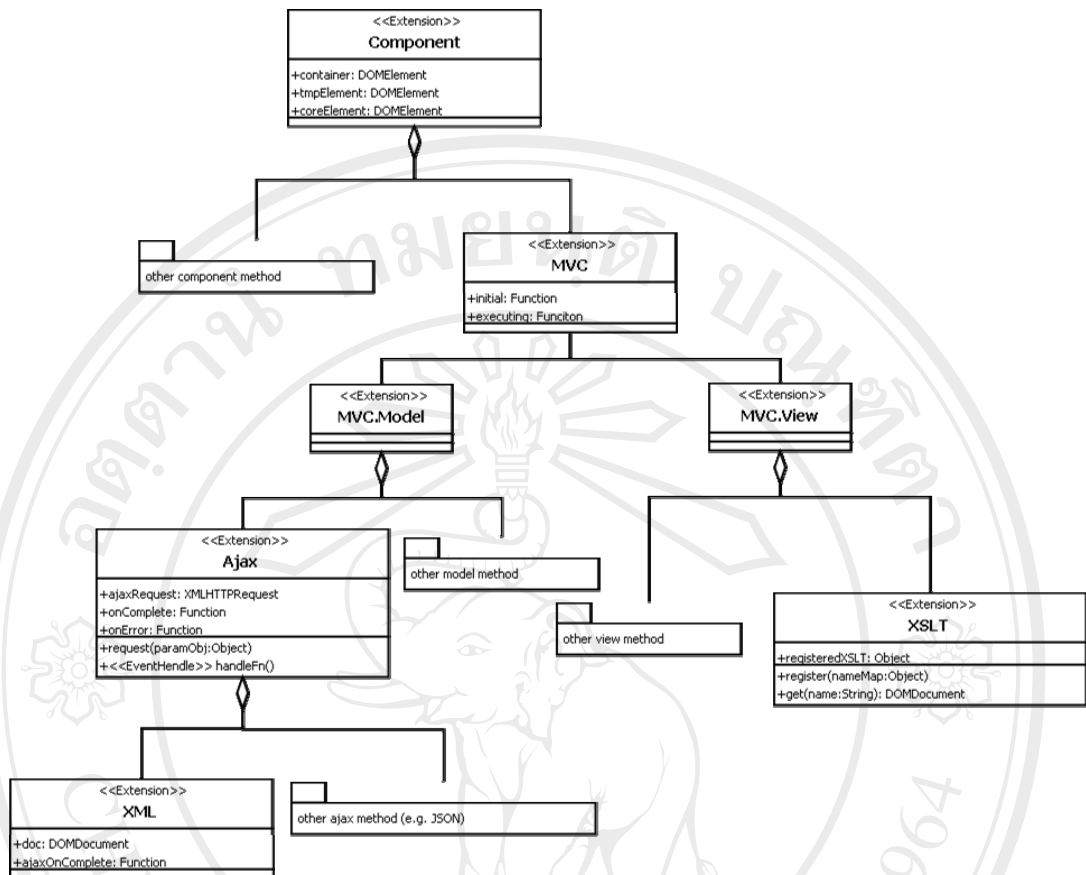 <<Extension>>
Component
+container: DOMElement
+tmpElement: DOMElement
+coreElement: DOMElement
other component method
<<Extension>>
MVC
+initial: Function
+executing: Funciton
<<Extension>>
MVC.Model
<<Extension>>
MVC.View
<<Extension>>
Ajax
+ajaxRequest: XMLHTTPRequest
+onComplete: Function
+onError: Function
+request(paramObj:Object)
+<<EventHendle>> handleFn()
other model method
other view method
<<Extension>>
XSLT
+registeredXSLT: Object
+register(nameMap:Object)
+get(name:String): DOMDocument
<<Extension>>
XML
+doc: DOMDocument
+ajaxOnComplete: Function
other ajax method (e.g. JSON)
964